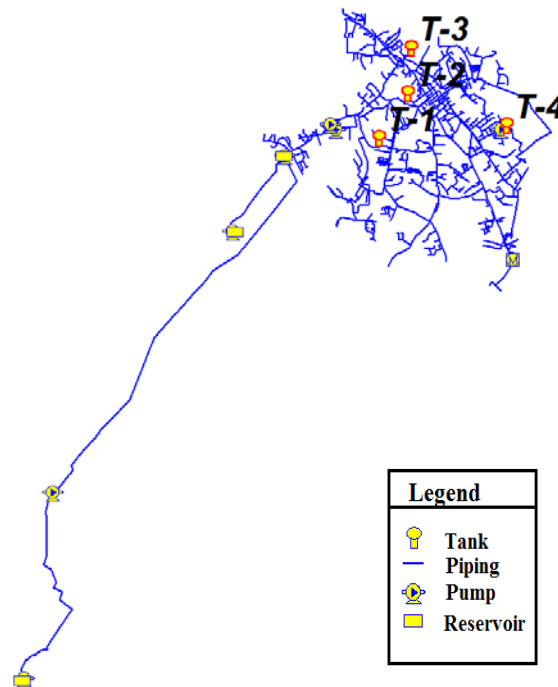 T-3
T-2
T-4
T-1
M
Legend
Tank
Piping
Pump
Reservoir